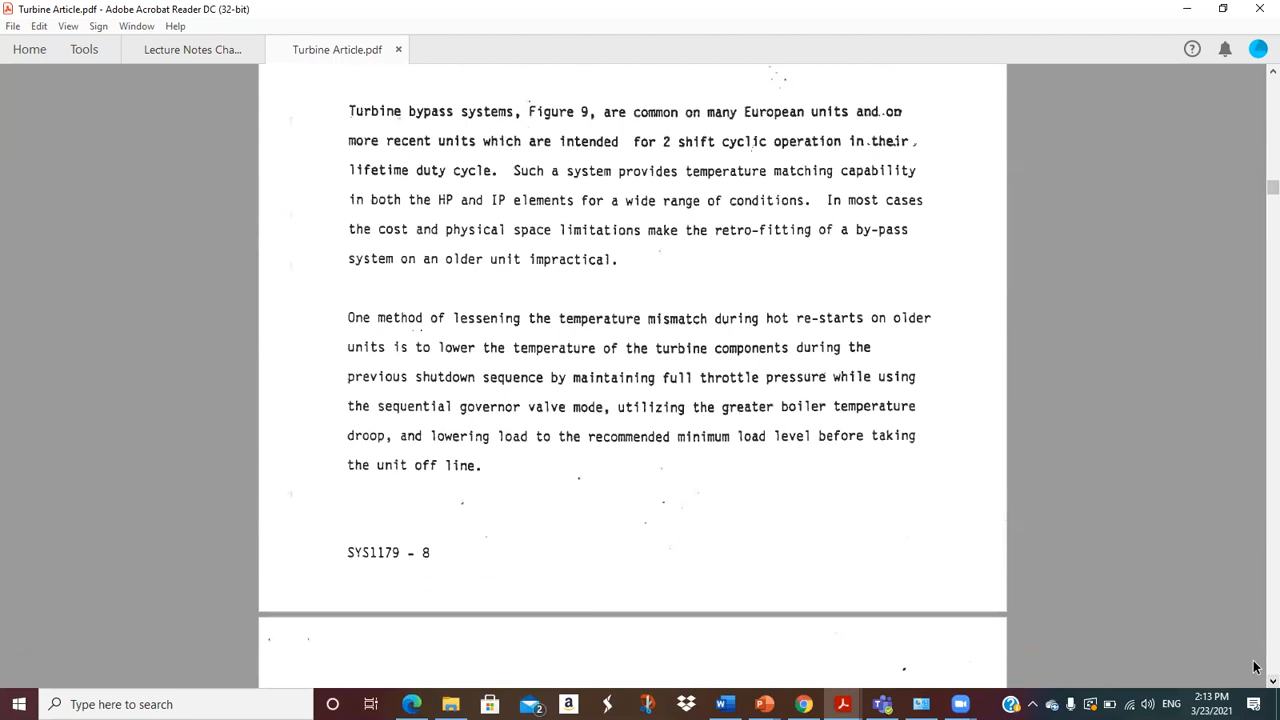 Turbine Article.pdf - Adobe Acrobat Reader DC (32-bit)
File Edit View Sign Window Help
Home Tools Lecture Notes Cha... Turbine Article.pdf ×
Turbine bypass systems, Figure 9, are common on many European units and on
more recent units which are intended for 2 shift cyclic operation in their
lifetime duty cycle. Such a system provides temperature matching capability
in both the HP and IP elements for a wide range of conditions. In most cases
the cost and physical space limitations make the retro-fitting of a by-pass
system on an older unit impractical.
One method of lessening the temperature mismatch during hot re-starts on older
units is to lower the temperature of the turbine components during the
previous shutdown sequence by maintaining full throttle pressure while using
the sequential governor valve mode, utilizing the greater boiler temperature
droop, and lowering load to the recommended minimum load level before taking
the unit off line.
SYS1179 - 8
Type here to search
2
ENG
2:13 PM
3/23/2021